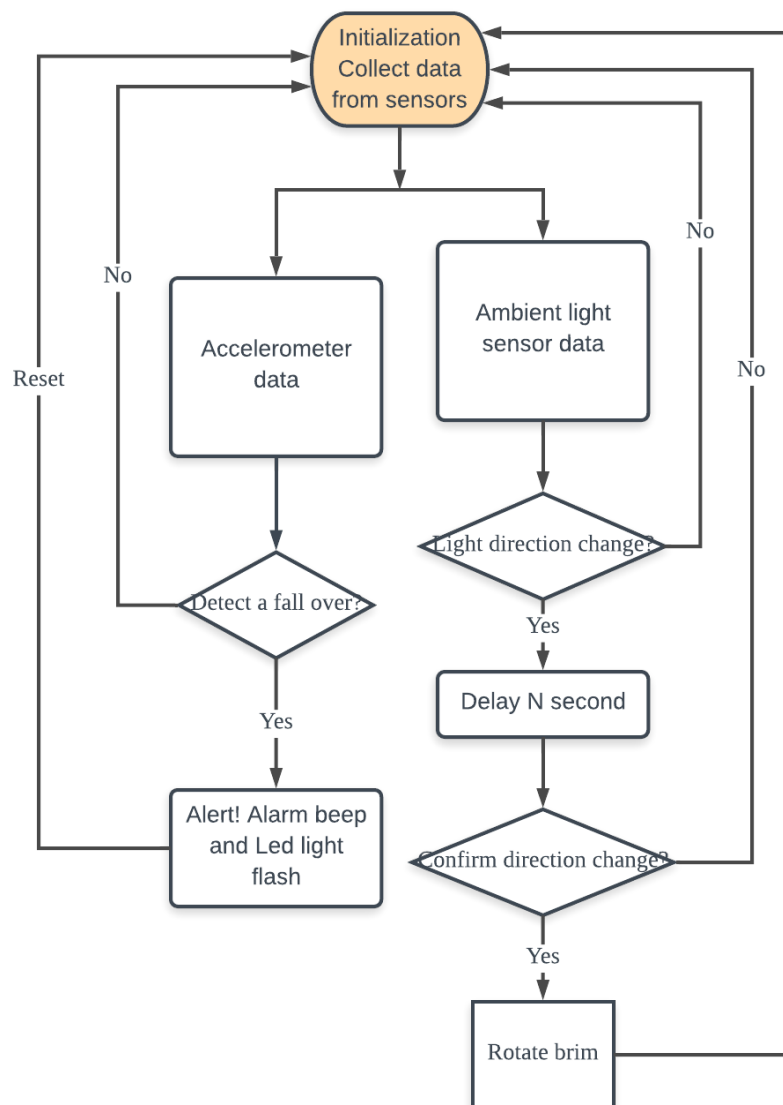 Initialization
Collect data
from sensors
No
No
Ambient light
sensor data
Accelerometer
data
No
Reset
Light direction change?
Detect a fall over?
Yes
Delay N second
Yes
Alert! Alarm beep
and Led light
flash
Confirm direction change?
Yes
Rotate brim